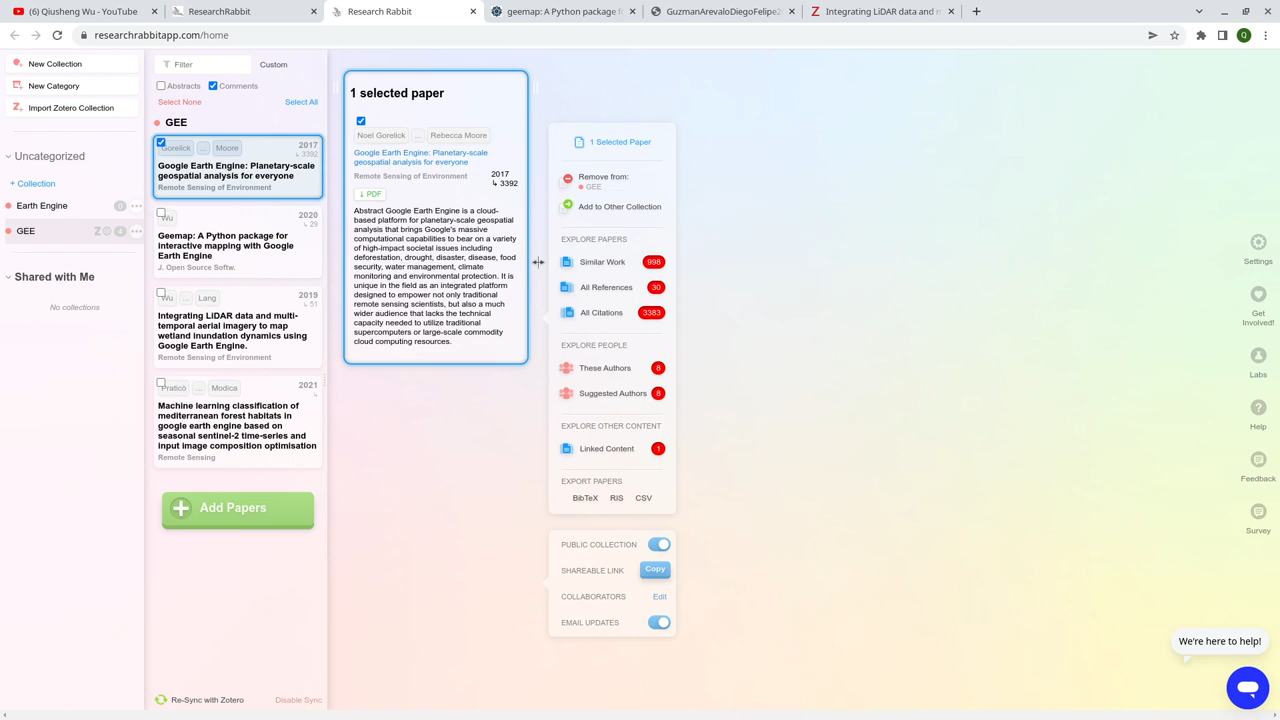 (6) Qiusheng Wu - YouTube
ResearchRabbit
Research Rabbit
geemap: A Python package f
GuzmanArevaloDiegoFelipe2
Integrating LiDAR data and m
researchrabbitapp.com/home
Q
New Collection
New Category
Import Zotero Collection
Uncategorized
+ Collection
Earth Engine 0
GEE Z 4
Shared with Me
No collections
Filter
Custom
Abstracts
Comments
Select None
Select All
GEE
Gorelick ... Moore 2017
3392
Google Earth Engine: Planetary-scale
geospatial analysis for everyone
Remote Sensing of Environment
Wu 2020
29
Geemap: A Python package for
interactive mapping with Google
Earth Engine
J. Open Source Softw.
Wu ... Lang 2019
51
Integrating LiDAR data and multi-
temporal aerial imagery to map
wetland inundation dynamics using
Google Earth Engine.
Remote Sensing of Environment
Praticò ... Modica 2021
Machine learning classification of
mediterranean forest habitats in
google earth engine based on
seasonal sentinel-2 time-series and
input image composition optimisation
Remote Sensing
Add Papers
Re-Sync with Zotero
Disable Sync
1 selected paper
Noel Gorelick ... Rebecca Moore
Google Earth Engine: Planetary-scale
geospatial analysis for everyone
Remote Sensing of Environment 2017
3392
↓ PDF
Abstract Google Earth Engine is a cloud-
based platform for planetary-scale geospatial
analysis that brings Google's massive
computational capabilities to bear on a variety
of high-impact societal issues including
deforestation, drought, disaster, disease, food
security, water management, climate
monitoring and environmental protection. It is
unique in the field as an integrated platform
designed to empower not only traditional
remote sensing scientists, but also a much
wider audience that lacks the technical
capacity needed to utilize traditional
supercomputers or large-scale commodity
cloud computing resources.
1 Selected Paper
Remove from:
GEE
Add to Other Collection
EXPLORE PAPERS
Similar Work 998
All References 30
All Citations 3383
EXPLORE PEOPLE
These Authors 8
Suggested Authors 8
EXPLORE OTHER CONTENT
Linked Content 1
EXPORT PAPERS
BibTeX RIS CSV
PUBLIC COLLECTION
SHAREABLE LINK Copy
COLLABORATORS Edit
EMAIL UPDATES
Settings
Get
Involved!
Labs
Help
Feedback
Survey
We're here to help!